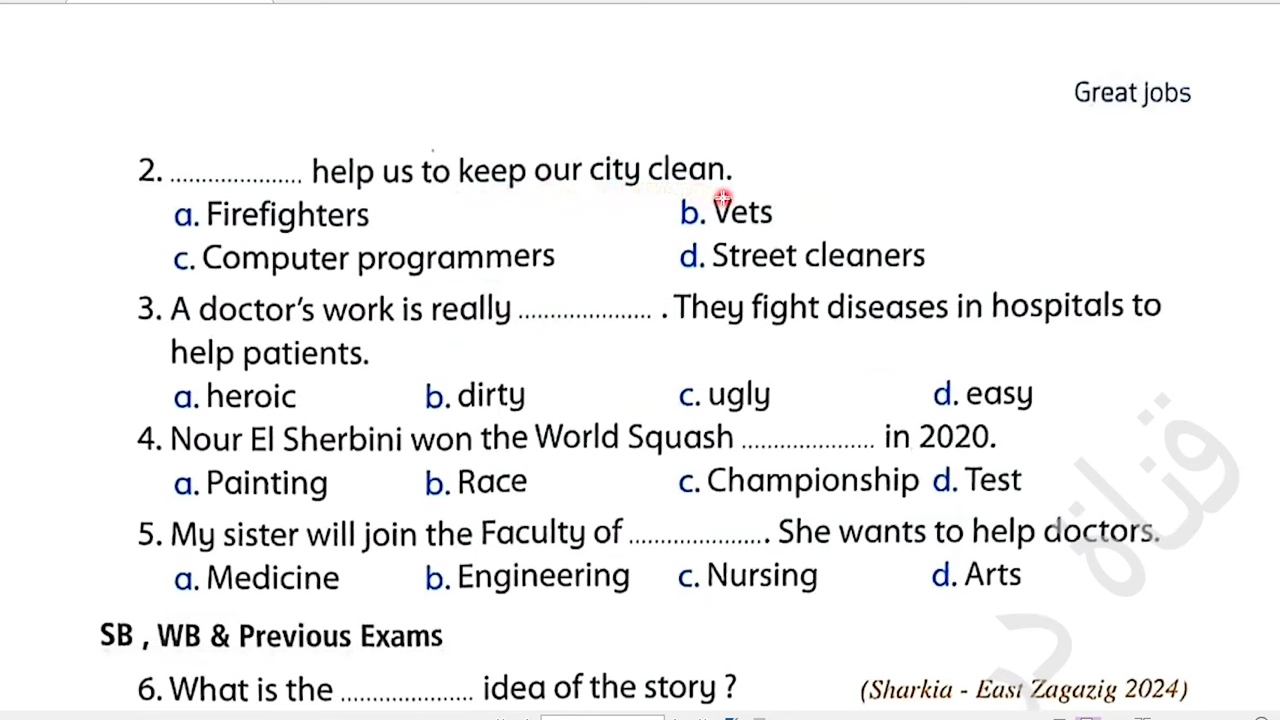 Great Jobs
2. .................... help us to keep our city clean.
a. Firefighters b. Vets
c. Computer programmers d. Street cleaners
3. A doctor's work is really .................... . They fight diseases in hospitals to
help patients.
a. heroic b. dirty c. ugly d. easy
4. Nour El Sherbini won the World Squash .................... in 2020.
a. Painting b. Race c. Championship d. Test
5. My sister will join the Faculty of .................... . She wants to help doctors.
a. Medicine b. Engineering c. Nursing d. Arts
SB , WB & Previous Exams
6. What is the .................... idea of the story ? (Sharkia - East Zagazig 2024)
قناة